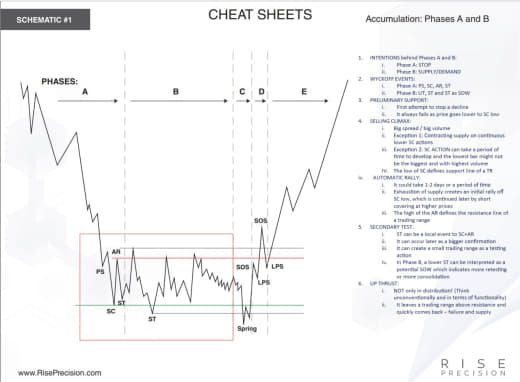 SCHEMATIC #1
CHEAT SHEETS
Accumulation: Phases A and B
PHASES:
A
B
C
D
E
SOS
AR
PS
SOS
LPS
LPS
ST
SC
ST
Spring
1. INTENTIONS behind Phases A and B:
i. Phase A: STOP
ii. Phase B: SUPPLY/DEMAND
2. WYCKOFF EVENTS:
i. Phase A: PS, SC, AR, ST
ii. Phase B: UT, ST and ST as SOW
3. PRELIMINARY SUPPORT:
i. First attempt to stop a decline
ii. It always fails as price goes lower to SC low
4. SELLING CLIMAX:
i. Big spread / big volume
ii. Exception 1: Contracting supply on continuous
lower SC actions
iii. Exception 2: SC ACTION can take a period of
time to develop and the lowest bar might not
be the biggest and with highest volume
iv. The low of SC defines support line of a TR
iv. AUTOMATIC RALLY:
i. It could take 1-2 days or a period of time
ii. Exhaustion of supply creates an initial rally off
SC low, which is continued later by short
covering at higher prices
iii. The high of the AR defines the resistance line of
a trading range
5. SECONDARY TEST:
i. ST can be a local event to SC+AR
ii. It can occur later as a bigger confirmation
iii. It can create a small trading range as a testing
action
iv. In Phase B, a lower ST can be interpreted as a
potential SOW which indicates more retesting
or more consolidation
6. UP THRUST:
i. NOT only in distribution! (Think
unconventionally and in terms of functionality)
ii. It leaves a trading range above resistance and
quickly comes back – failure and supply
www.RisePrecision.com
RISE
PRECISION